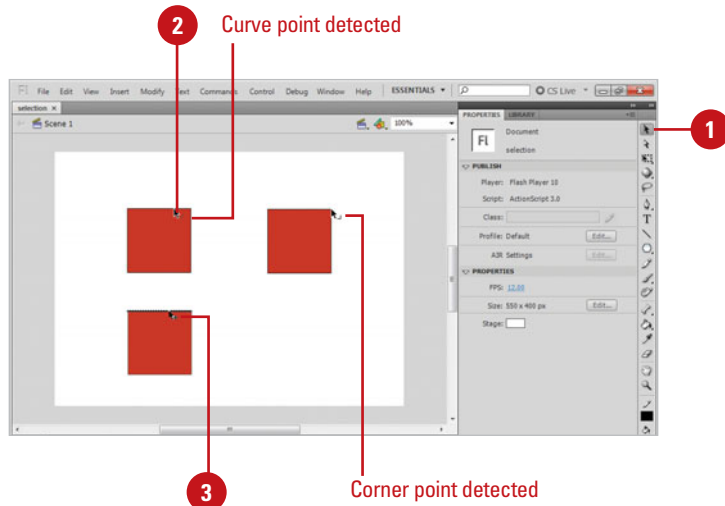 2 Curve point detected
Fl File Edit View Insert Modify Text Commands Control Debug Window Help ESSENTIALS CS Live
selection ×
Scene 1 100%
PROPERTIES LIBRARY
Fl Document
selection
PUBLISH
Player: Flash Player 10
Script: ActionScript 3.0
Class:
Profile: Default Edit...
AIR Settings Edit...
PROPERTIES
FPS: 12.00
Size: 550 x 400 px Edit...
Stage:
T
1
3 Corner point detected